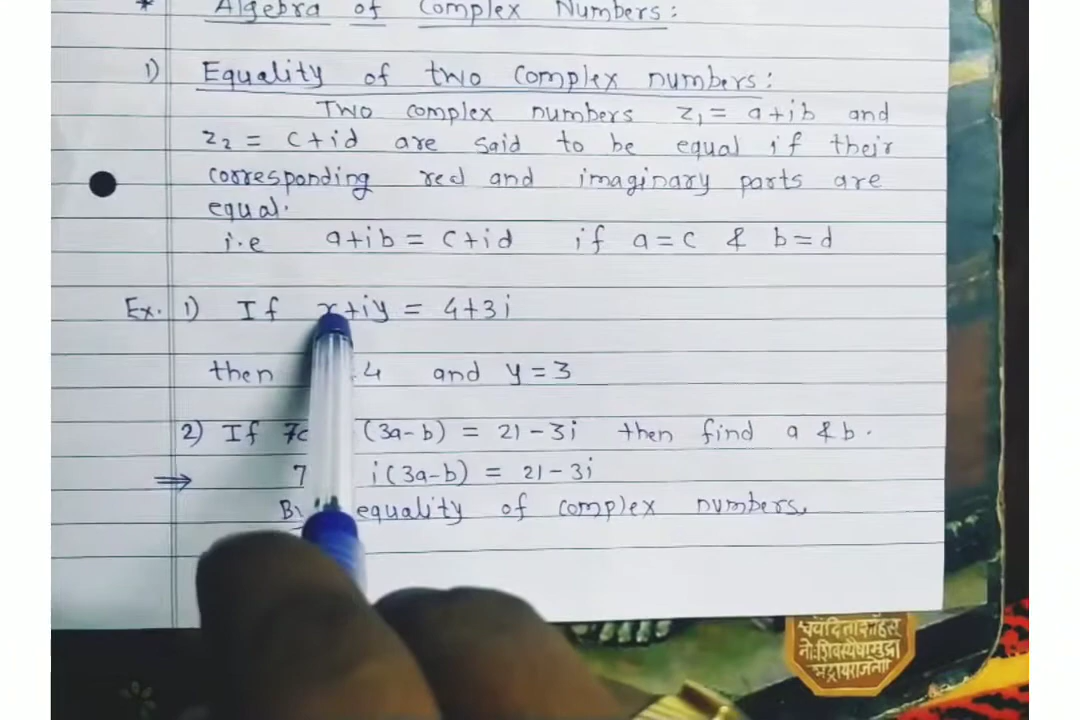 * Algebra of Complex Numbers:
1) Equality of two complex numbers:
Two complex numbers z₁ = a+ib and
z₂ = c+id are said to be equal if their
corresponding real and imaginary parts are
equal.
i.e a+ib = c+id if a=c & b=d
Ex. 1) If x+iy = 4+3i
then 4 and y=3
2) If 7 (3a-b) = 21-3i then find a & b.
⇒ 7 i(3a-b) = 21-3i
By equality of complex numbers,